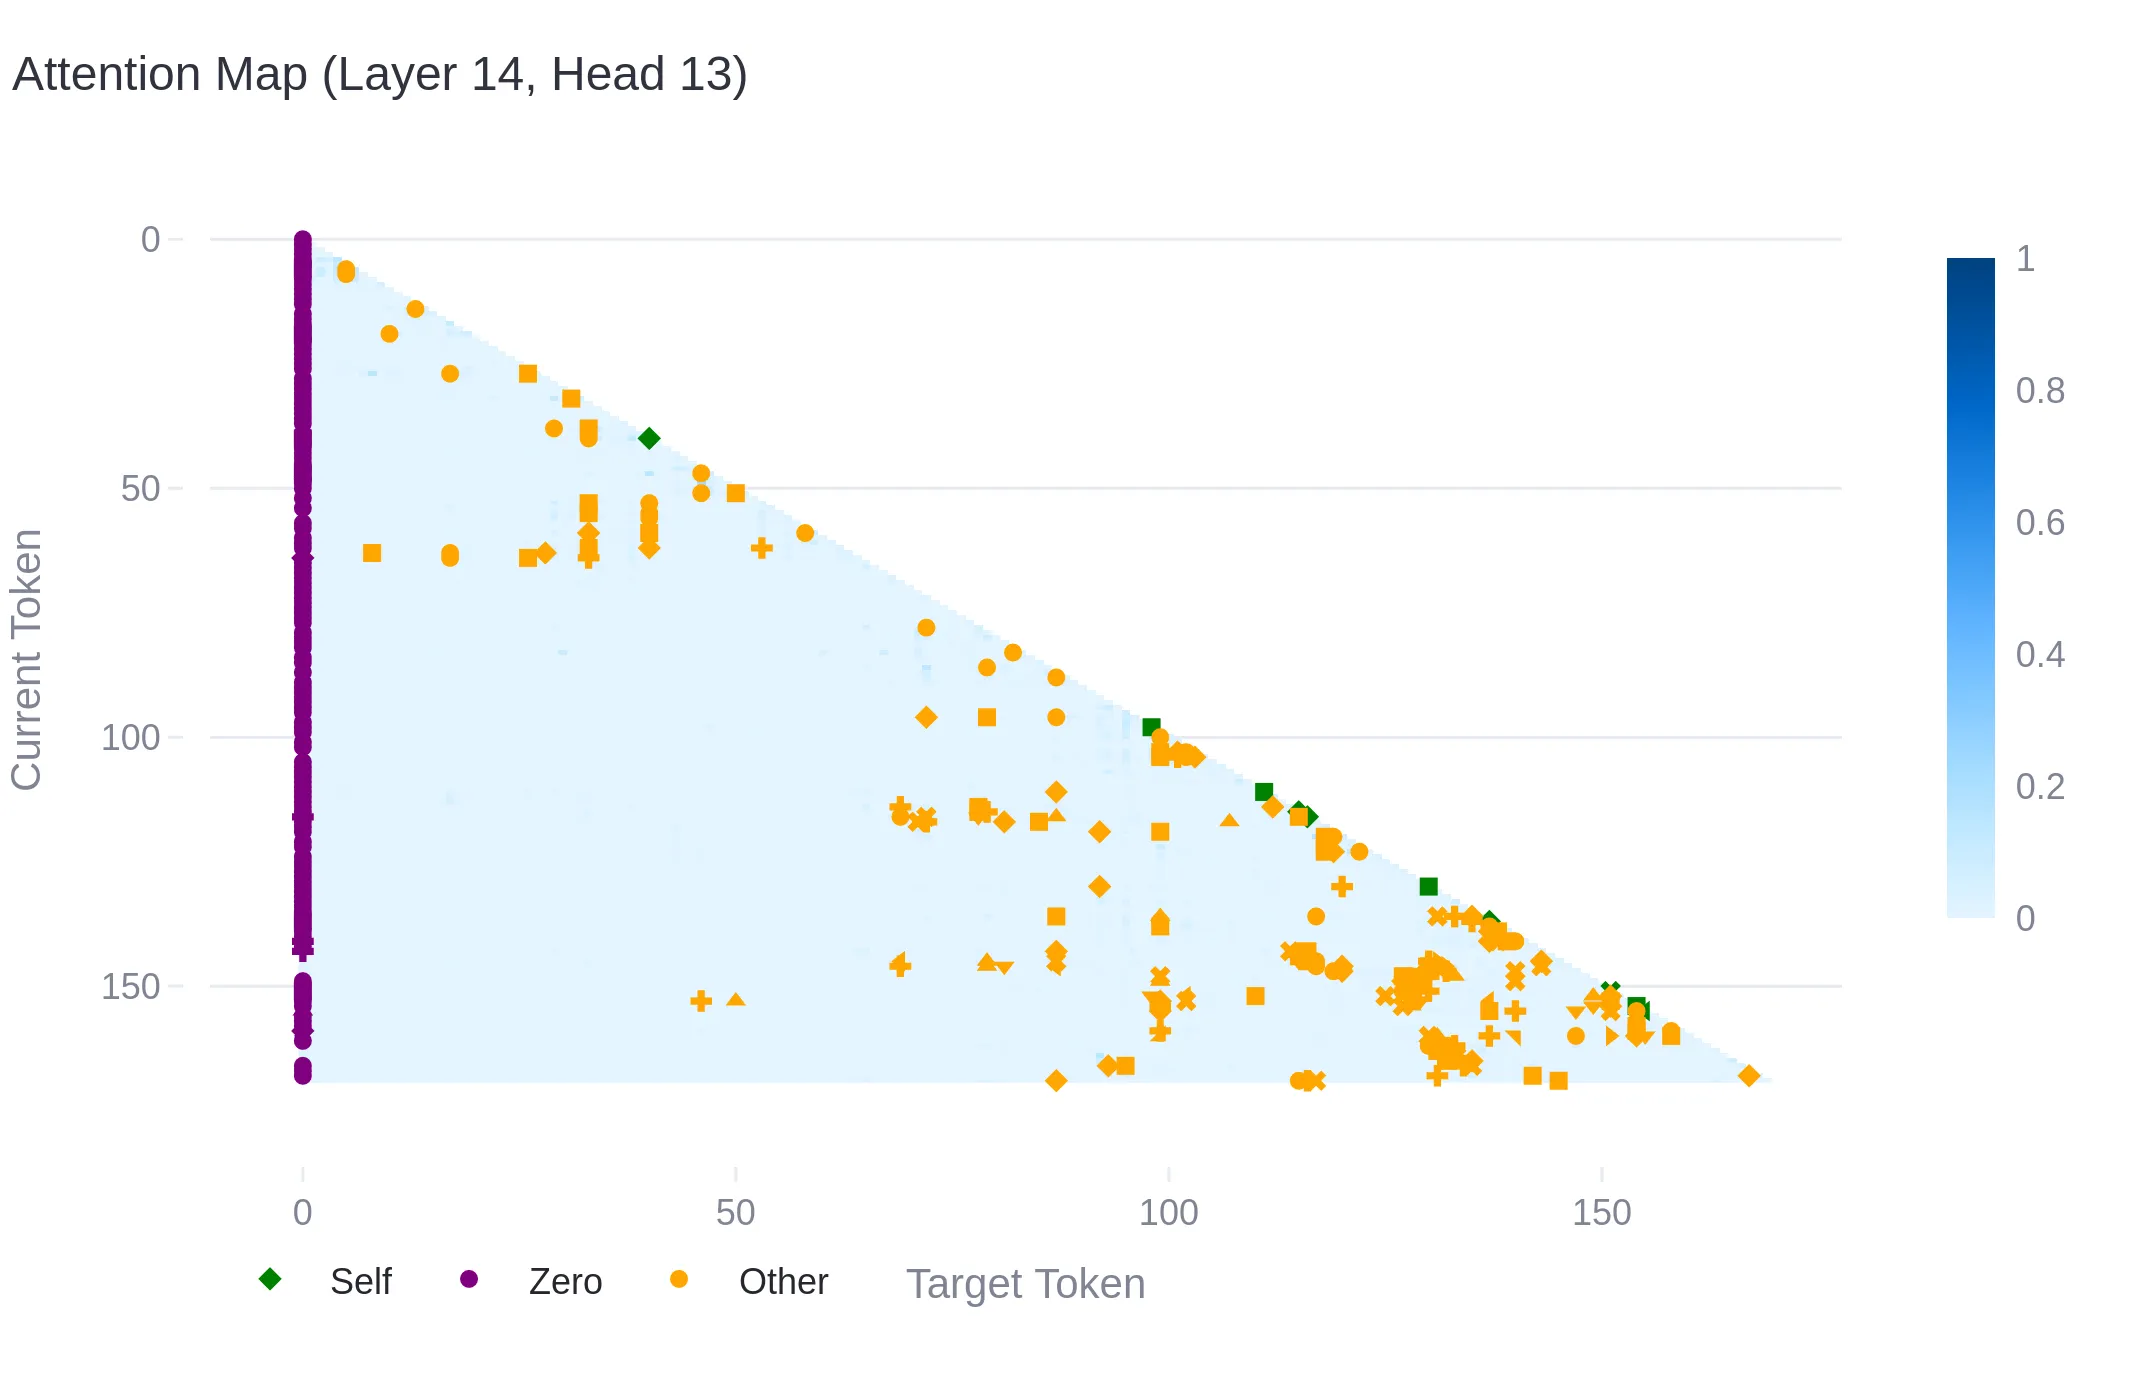 Attention Map (Layer 14, Head 13)
0
50
100
150
Current Token
0
50
100
150
Target Token
Self
Zero
Other
1
0.8
0.6
0.4
0.2
0